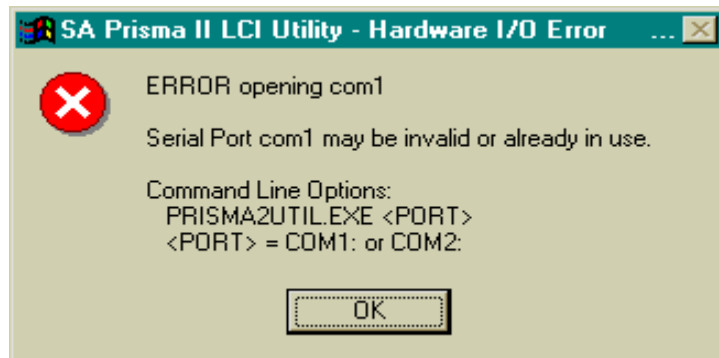 SA Prisma II LCI Utility - Hardware I/O Error ...
ERROR opening com1
Serial Port com1 may be invalid or already in use.
Command Line Options:
PRISMA2UTIL.EXE <PORT>
<PORT> = COM1: or COM2:
OK